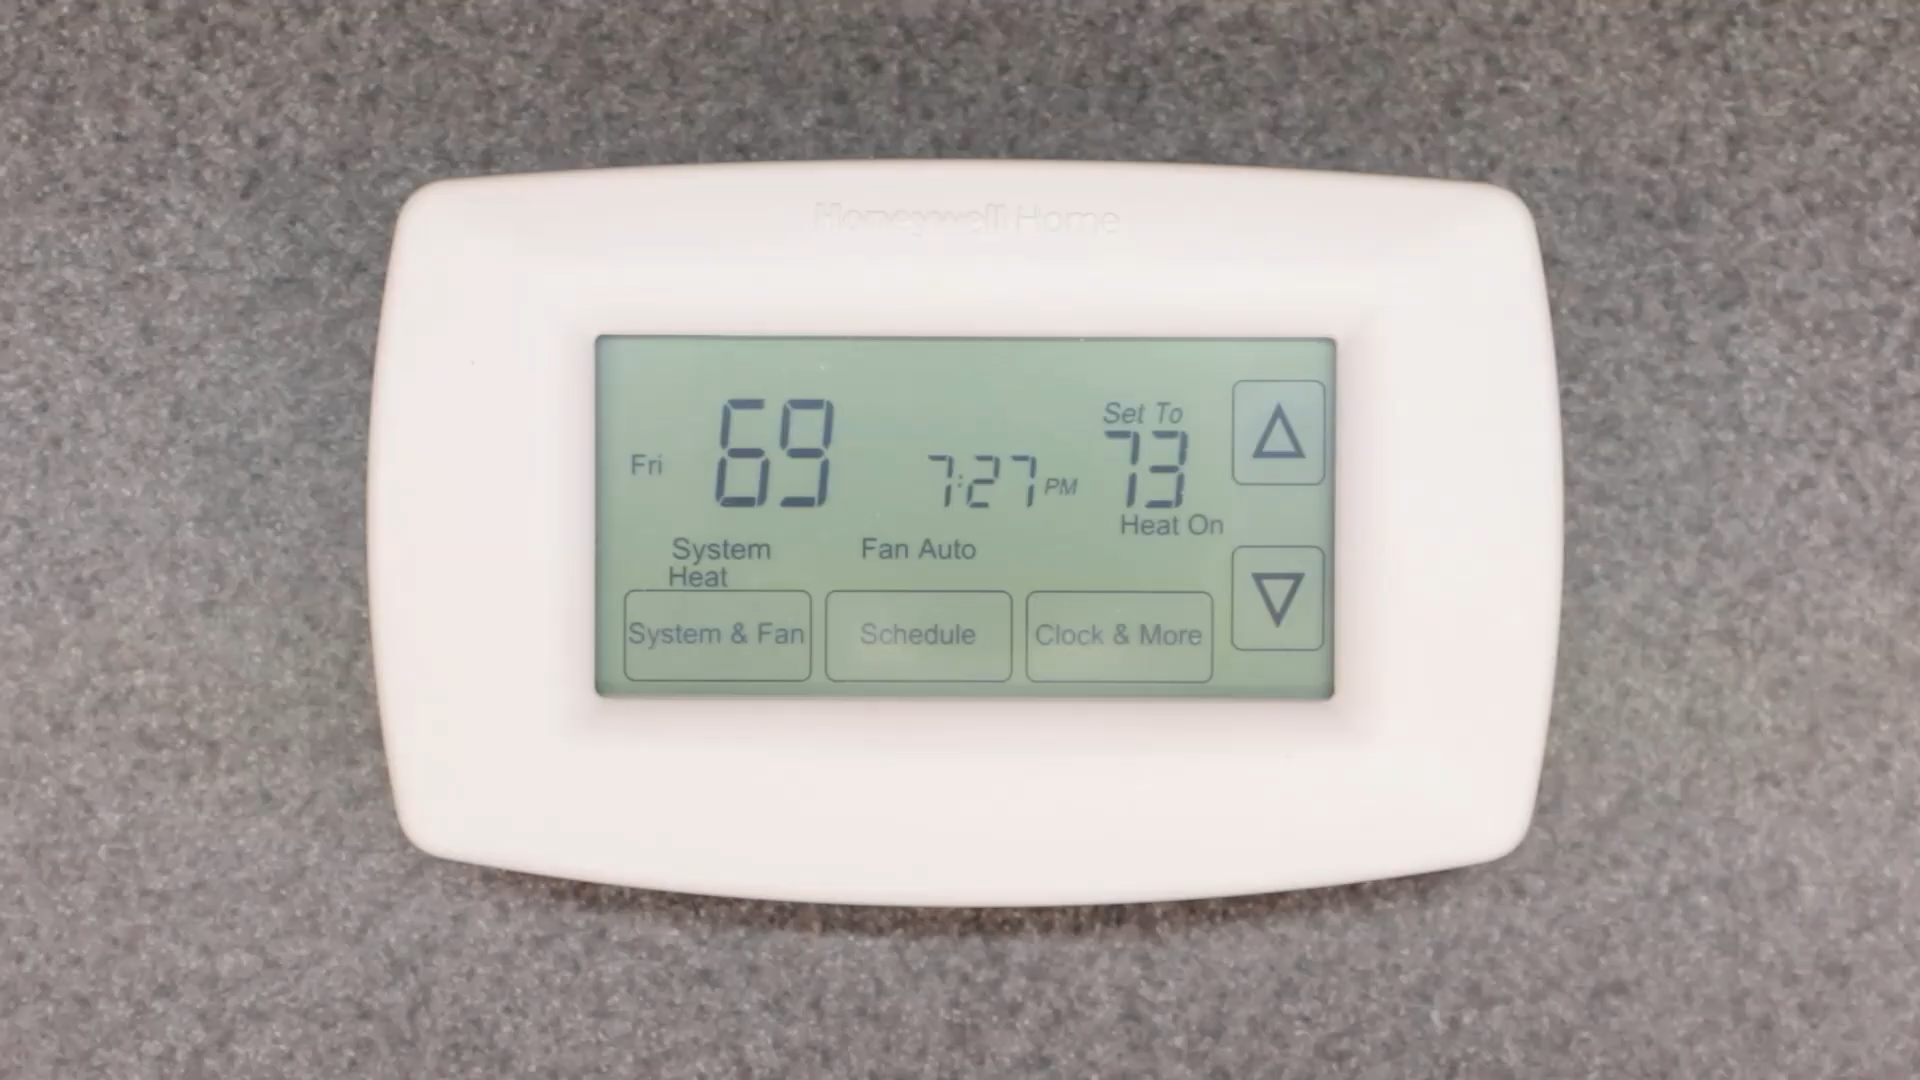 Honeywell Home
Set To
Fri 69 7:27 PM 73
Heat On
System Fan Auto
Heat
System & Fan Schedule Clock & More